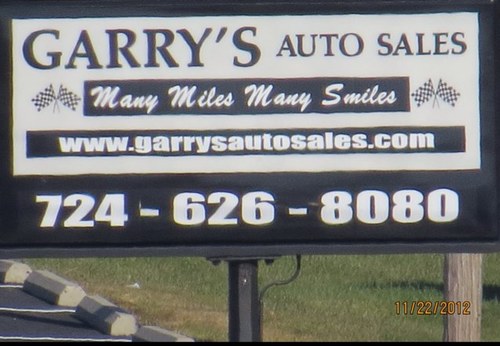 GARRY'S AUTO SALES
Many Miles Many Smiles
www.garrysautosales.com
724-626-8080
11/22/2012